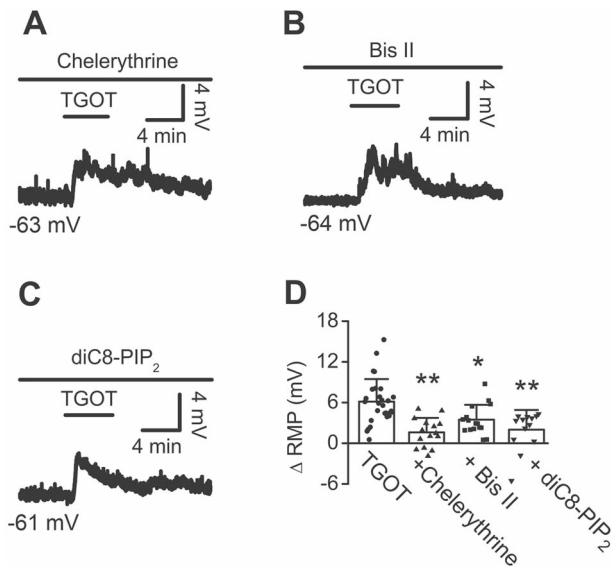 A
Chelerythrine
TGOT
4 mV
4 min
-63 mV
B
Bis II
TGOT
4 mV
4 min
-64 mV
C
diC8-PIP₂
TGOT
4 mV
4 min
-61 mV
D
Δ RMP (mV)
18
12
6
0
-6
**
*
**
TGOT
+Chelerythrine
+ Bis II
+ diC8-PIP₂